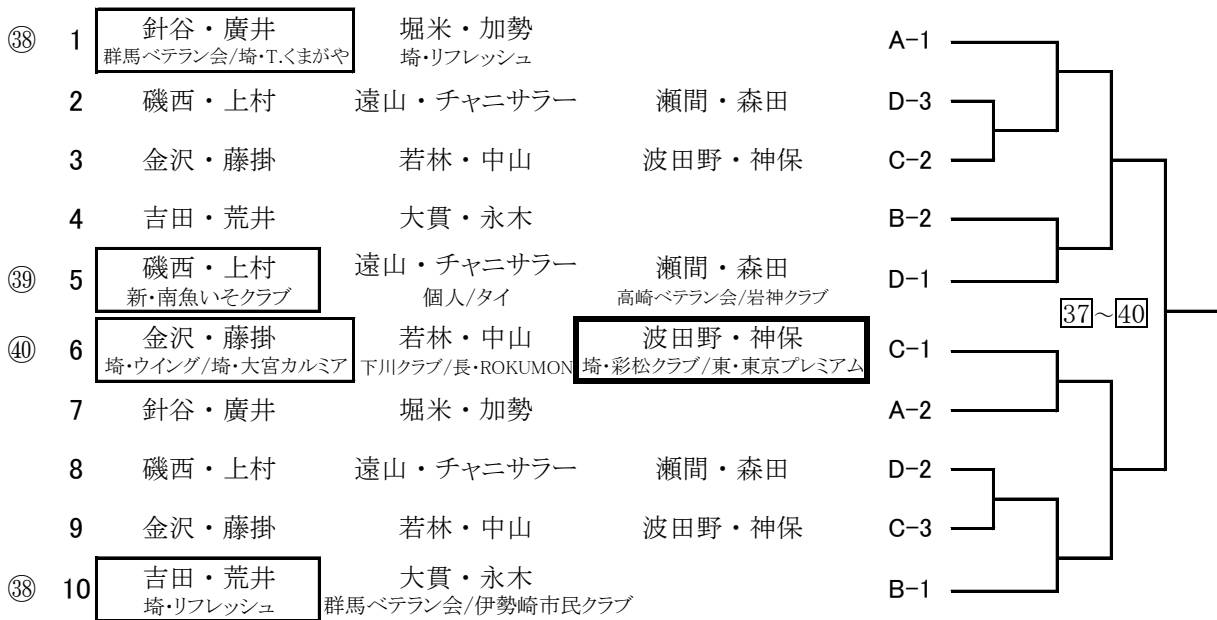 ㊳ 1 針谷・廣井 堀米・加勢 A-1
群馬ベテラン会/埼・T.くまがや 埼・リフレッシュ
2 磯西・上村 遠山・チャニサラー 瀬間・森田 D-3
3 金沢・藤掛 若林・中山 波田野・神保 C-2
4 吉田・荒井 大貫・永木 B-2
㊴ 5 磯西・上村 遠山・チャニサラー 瀬間・森田 D-1
新・南魚いそクラブ 個人/タイ 高崎ベテラン会/岩神クラブ
37~40
㊵ 6 金沢・藤掛 若林・中山 波田野・神保 C-1
埼・ウイング/埼・大宮カルミア 下川クラブ/長・ROKUMON 埼・彩松クラブ/東・東京プレミアム
7 針谷・廣井 堀米・加勢 A-2
8 磯西・上村 遠山・チャニサラー 瀬間・森田 D-2
9 金沢・藤掛 若林・中山 波田野・神保 C-3
㊳ 10 吉田・荒井 大貫・永木 B-1
埼・リフレッシュ 群馬ベテラン会/伊勢崎市民クラブ